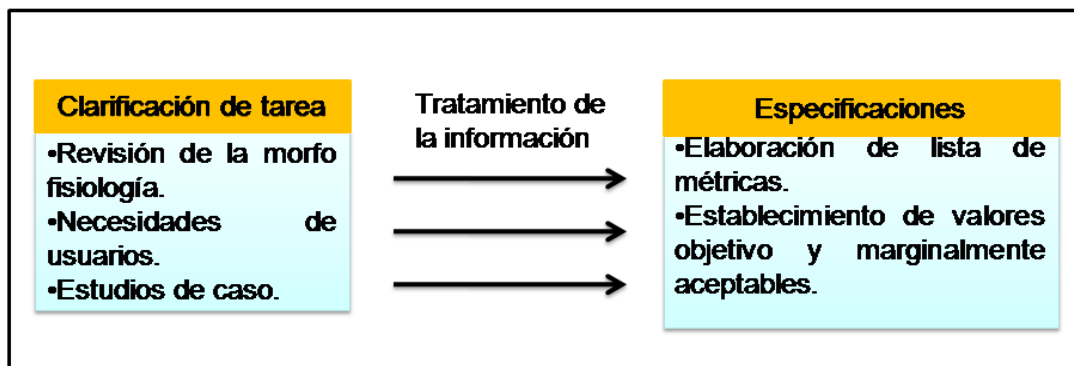 Clarificación de tarea
•Revisión de la morfo
fisiología.
•Necesidades de
usuarios.
•Estudios de caso.
Tratamiento de
la información
Especificaciones
•Elaboración de lista de
métricas.
•Establecimiento de valores
objetivo y marginalmente
aceptables.